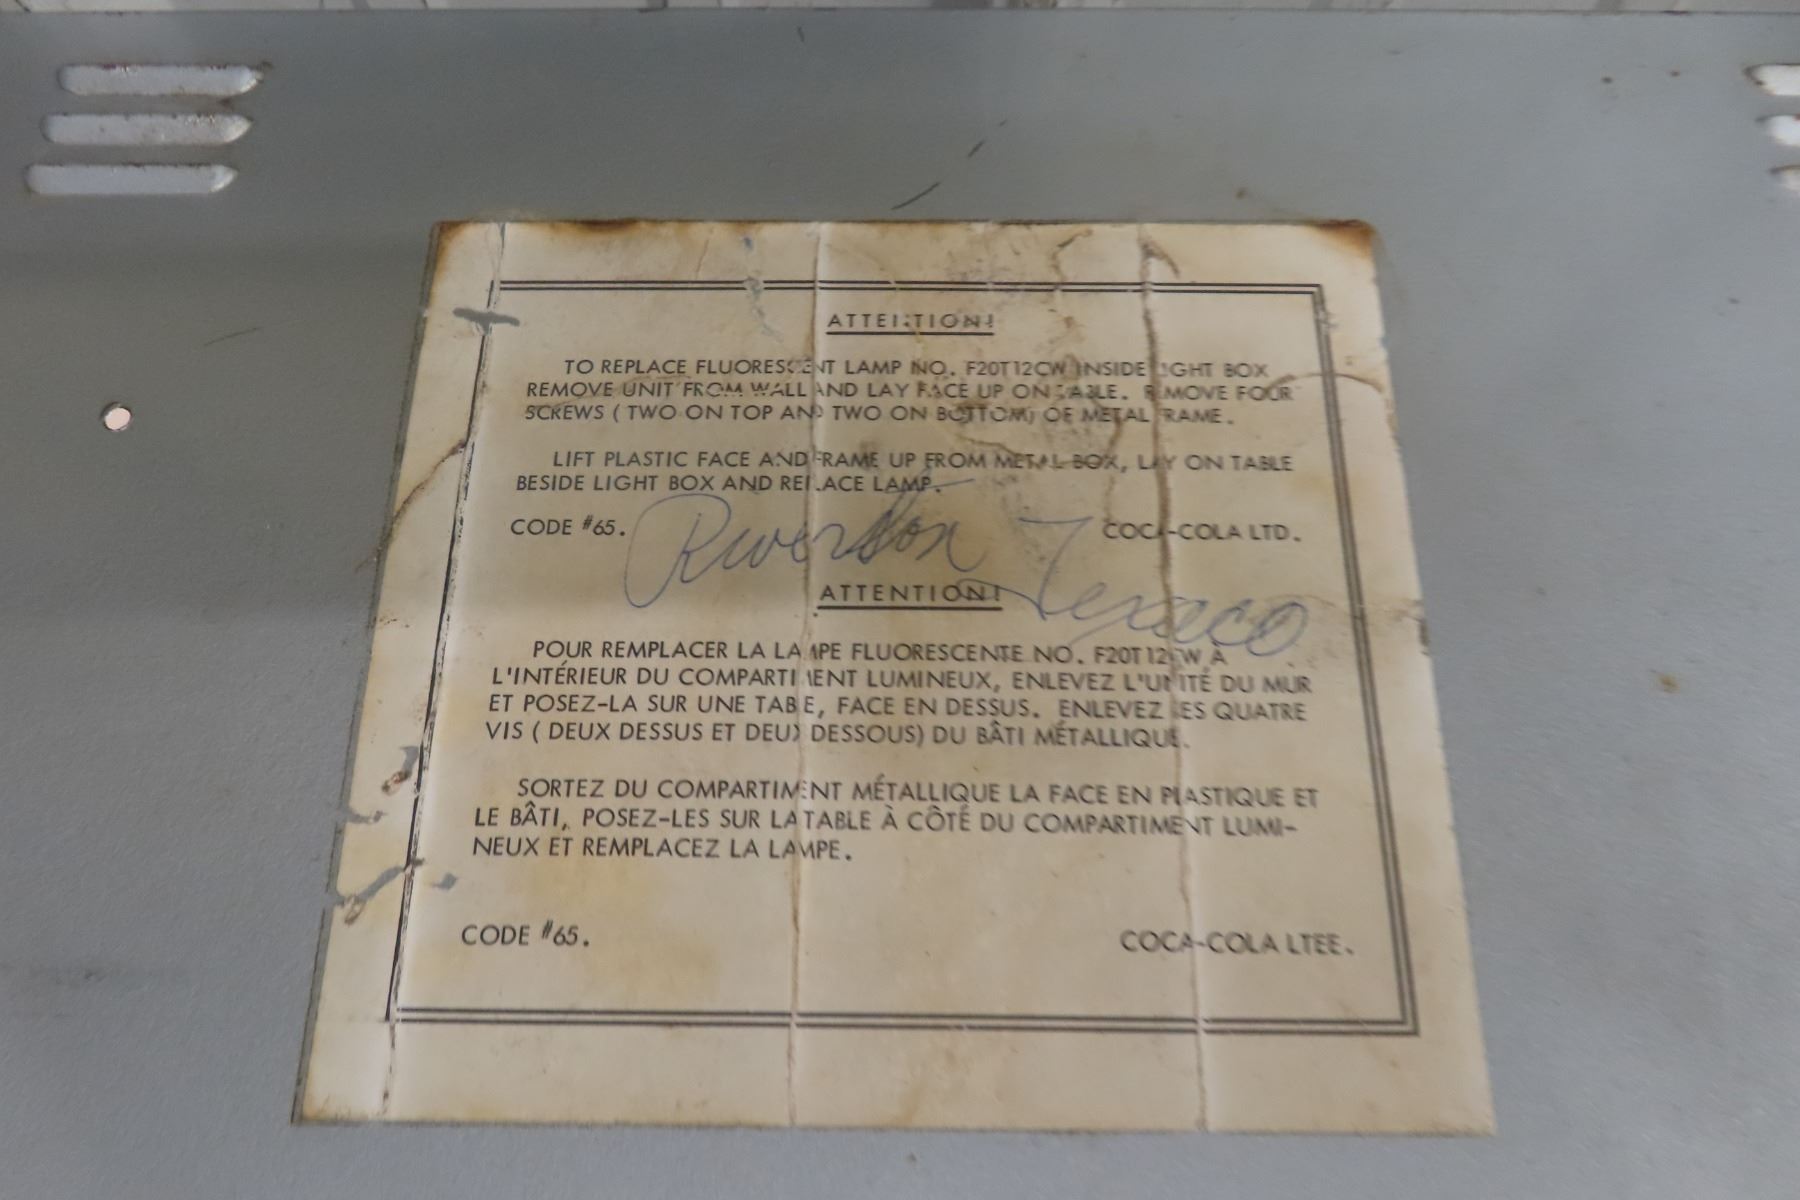 ATTENTION!
TO REPLACE FLUORESCENT LAMP NO. F20T12CW INSIDE LIGHT BOX
REMOVE UNIT FROM WALL AND LAY FACE UP ON TABLE. REMOVE FOUR
SCREWS ( TWO ON TOP AND TWO ON BOTTOM) OF METAL FRAME.
LIFT PLASTIC FACE AND FRAME UP FROM METAL BOX, LAY ON TABLE
BESIDE LIGHT BOX AND REPLACE LAMP.
CODE #65. COCA-COLA LTD.
Riverton Texaco
ATTENTION!
POUR REMPLACER LA LAMPE FLUORESCENTE NO. F20T12CW À
L'INTÉRIEUR DU COMPARTIMENT LUMINEUX, ENLEVEZ L'UNITÉ DU MUR
ET POSEZ-LA SUR UNE TABLE, FACE EN DESSUS. ENLEVEZ LES QUATRE
VIS ( DEUX DESSUS ET DEUX DESSOUS) DU BÂTI MÉTALLIQUE.
SORTEZ DU COMPARTIMENT MÉTALLIQUE LA FACE EN PLASTIQUE ET
LE BÂTI, POSEZ-LES SUR LA TABLE À CÔTÉ DU COMPARTIMENT LUMI-
NEUX ET REMPLACEZ LA LAMPE.
CODE #65. COCA-COLA LTEE.